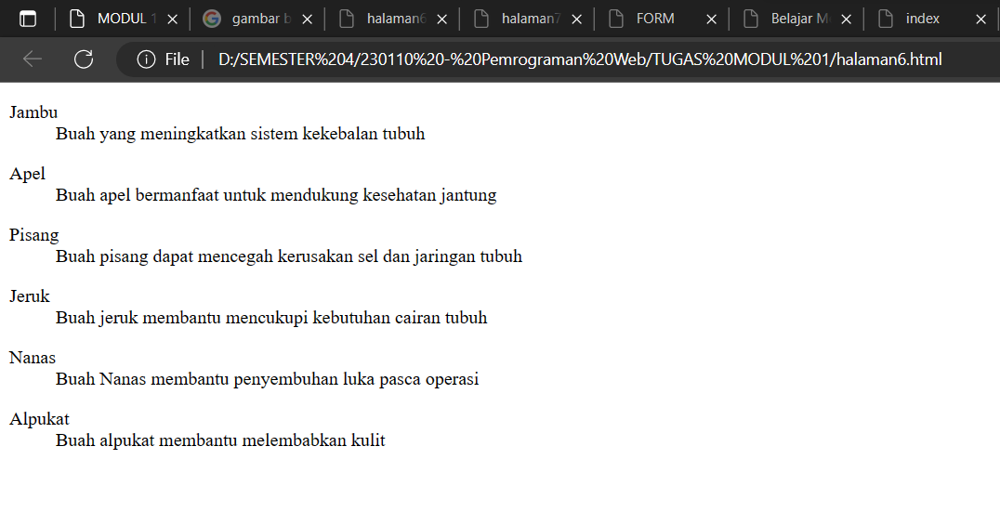 MODUL 1
gambar b
halaman6
halaman7
FORM
Belajar M
index
File
D:/SEMESTER%204/230110%20-%20Pemrograman%20Web/TUGAS%20MODUL%201/halaman6.html
Jambu
Buah yang meningkatkan sistem kekebalan tubuh
Apel
Buah apel bermanfaat untuk mendukung kesehatan jantung
Pisang
Buah pisang dapat mencegah kerusakan sel dan jaringan tubuh
Jeruk
Buah jeruk membantu mencukupi kebutuhan cairan tubuh
Nanas
Buah Nanas membantu penyembuhan luka pasca operasi
Alpukat
Buah alpukat membantu melembabkan kulit